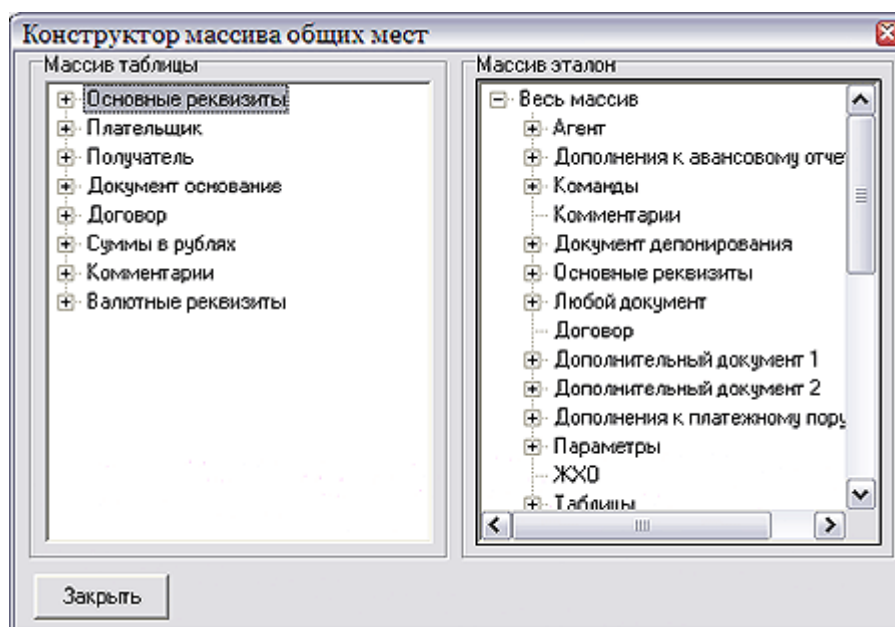 Конструктор массива общих мест
Массив таблицы
Основные реквизиты
Плательщик
Получатель
Документ основание
Договор
Суммы в рублях
Комментарии
Валютные реквизиты
Массив эталон
Весь массив
Агент
Дополнения к авансовому отче
Команды
Комментарии
Документ депонирования
Основные реквизиты
Любой документ
Договор
Дополнительный документ 1
Дополнительный документ 2
Дополнения к платежному пору
Параметры
ЖХО
Таблицы
Закрыть